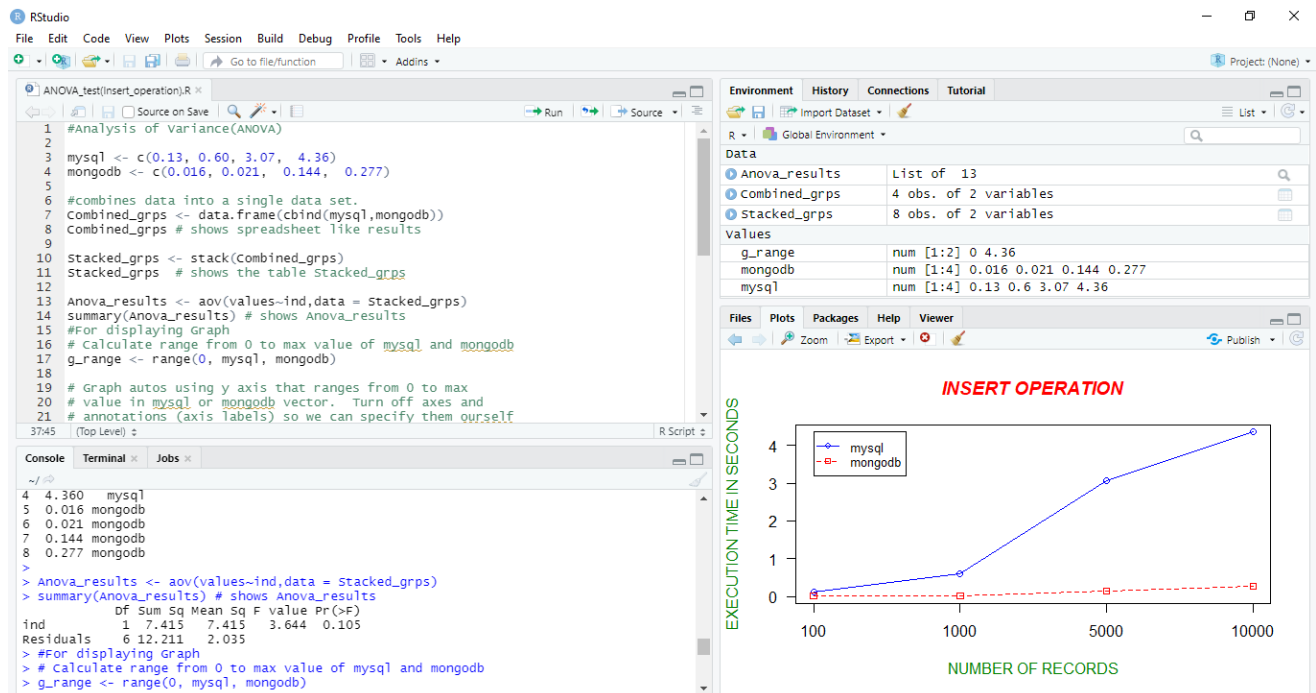 RStudio
File Edit Code View Plots Session Build Debug Profile Tools Help
Go to file/function
Addins
Project: (None)
ANOVA_test(Insert_operation).R
Source on Save
Run
Source
1 #Analysis of Variance(ANOVA)
2
3 mysql <- c(0.13, 0.60, 3.07,  4.36)
4 mongodb <- c(0.016, 0.021,  0.144,  0.277)
5
6 #combines data into a single data set.
7 Combined_grps <- data.frame(cbind(mysql,mongodb))
8 Combined_grps # shows spreadsheet like results
9
10 Stacked_grps <- stack(Combined_grps)
11 Stacked_grps  # shows the table Stacked_grps
12
13 Anova_results <- aov(values~ind,data = Stacked_grps)
14 summary(Anova_results) # shows Anova_results
15 #For displaying Graph
16 # Calculate range from 0 to max value of mysql and mongodb
17 g_range <- range(0, mysql, mongodb)
18
19 # Graph autos using y axis that ranges from 0 to max
20 # value in mysql or mongodb vector.  Turn off axes and
21 # annotations (axis labels) so we can specify them ourself
37:45 (Top Level) R Script
Console Terminal Jobs
~/
4  4.360   mysql
5  0.016 mongodb
6  0.021 mongodb
7  0.144 mongodb
8  0.277 mongodb
>
> Anova_results <- aov(values~ind,data = Stacked_grps)
> summary(Anova_results) # shows Anova_results
            Df Sum Sq Mean Sq F value Pr(>F)
ind          1  7.415   7.415   3.644  0.105
Residuals    6 12.211   2.035
> #For displaying Graph
> # Calculate range from 0 to max value of mysql and mongodb
> g_range <- range(0, mysql, mongodb)
Environment History Connections Tutorial
Import Dataset
List
R Global Environment
Data
Anova_results List of  13
Combined_grps 4 obs. of 2 variables
Stacked_grps 8 obs. of 2 variables
Values
g_range num [1:2] 0 4.36
mongodb num [1:4] 0.016 0.021 0.144 0.277
mysql num [1:4] 0.13 0.6 3.07 4.36
Files Plots Packages Help Viewer
Zoom Export Publish
INSERT OPERATION
EXECUTION TIME IN SECONDS
mysql
mongodb
4
3
2
1
0
100 1000 5000 10000
NUMBER OF RECORDS